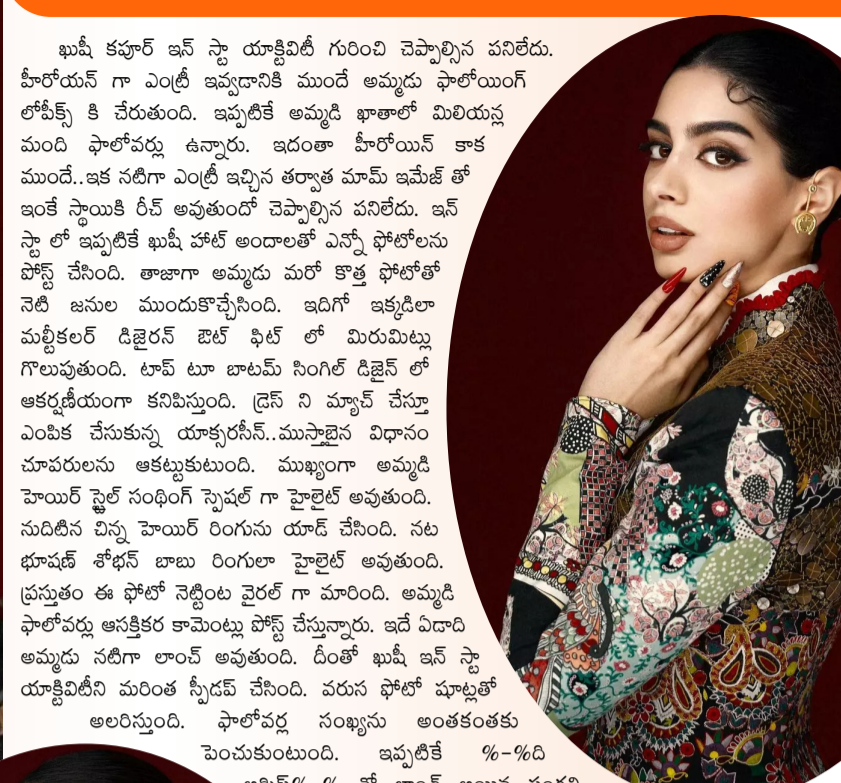 ఖుషీ కపూర్ ఇన్ స్టా యాక్టివిటీ గురించి చెప్పాల్సిన పనిలేదు.
హీరోయన్ గా ఎంట్రీ ఇవ్వడానికి ముందే అమ్మడు ఫాలోయింగ్
లోపీక్స్ కి చేరుతుంది. ఇప్పటికే అమ్మడి ఖాతాలో మిలియన్ల
మంది ఫాలోవర్లు ఉన్నారు. ఇదంతా హీరోయిన్ కాక
ముందే..ఇక నటిగా ఎంట్రీ ఇచ్చిన తర్వాత మామ్ ఇమేజ్ తో
ఇంకే స్థాయికి రీచ్ అవుతుందో చెప్పాల్సిన పనిలేదు. ఇన్
స్టా లో ఇప్పటికే ఖుషీ హాట్ అందాలతో ఎన్నో ఫోటోలను
పోస్ట్ చేసింది. తాజాగా అమ్మడు మరో కొత్త ఫోటోతో
నెటి జనుల ముందుకొచ్చేసింది. ఇదిగో ఇక్కడిలా
మల్టీకలర్ డిజైరన్ ఔట్ ఫిట్ లో మిరుమిట్లు
గొలుపుతుంది. టాప్ టూ బాటమ్ సింగిల్ డిజైన్ లో
ఆకర్షణీయంగా కనిపిస్తుంది. డ్రెస్ ని మ్యాచ్ చేస్తూ
ఎంపిక చేసుకున్న యాక్సరసీన్..ముస్తాబైన విధానం
చూపరులను ఆకట్టుకుటుంది. ముఖ్యంగా అమ్మడి
హెయిర్ స్టైల్ సంథింగ్ స్పెషల్ గా హైలైట్ అవుతుంది.
నుదిటిన చిన్న హెయిర్ రింగును యాడ్ చేసింది. నట
భూషణ్ శోభన్ బాబు రింగులా హైలైట్ అవుతుంది.
ప్రస్తుతం ఈ ఫోటో నెట్టింట వైరల్ గా మారింది. అమ్మడి
ఫాలోవర్లు ఆసక్తికర కామెంట్లు పోస్ట్ చేస్తున్నారు. ఇదే ఏడాది
అమ్మడు నటిగా లాంచ్ అవుతుంది. దీంతో ఖుషీ ఇన్ స్టా
యాక్టివిటీని మరింత స్పీడప్ చేసింది. వరుస ఫోటో షూట్లతో
అలరిస్తుంది. ఫాలోవర్ల సంఖ్యను అంతకంతకు
పెంచుకుంటుంది. ఇప్పటికే %-%ది